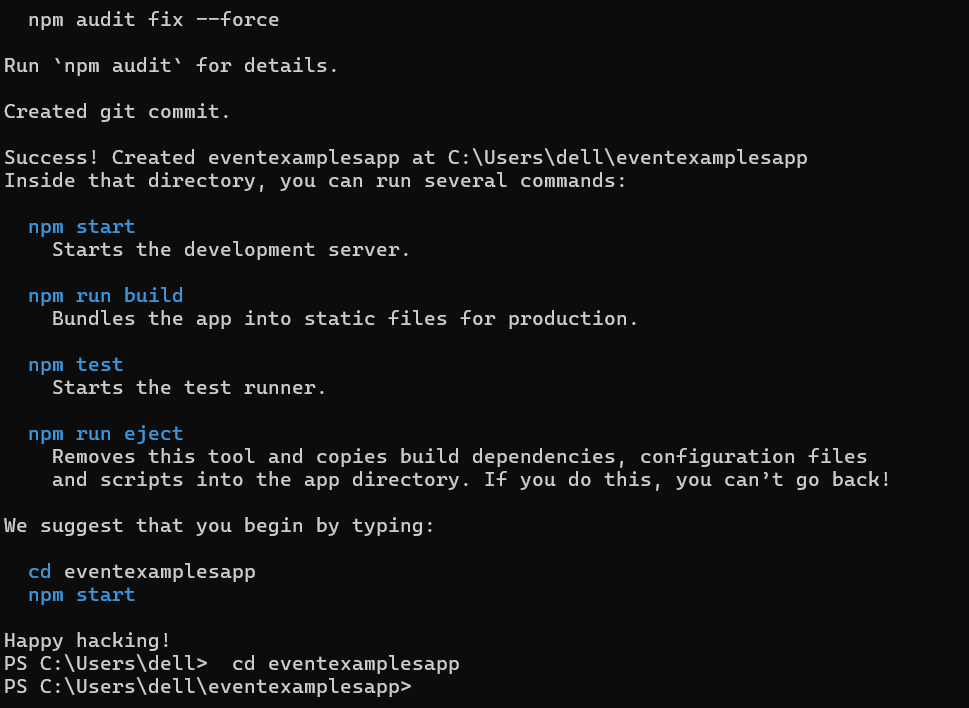 npm audit fix --force
Run `npm audit` for details.
Created git commit.
Success! Created eventexamplesapp at C:\Users\dell\eventexamplesapp
Inside that directory, you can run several commands:
npm start
Starts the development server.
npm run build
Bundles the app into static files for production.
npm test
Starts the test runner.
npm run eject
Removes this tool and copies build dependencies, configuration files
and scripts into the app directory. If you do this, you can’t go back!
We suggest that you begin by typing:
cd eventexamplesapp
npm start
Happy hacking!
PS C:\Users\dell>  cd eventexamplesapp
PS C:\Users\dell\eventexamplesapp>